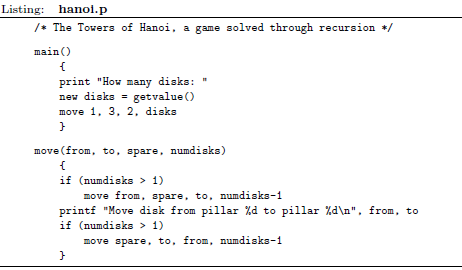 Listing: hanoi.p
/* The Towers of Hanoi, a game solved through recursion */
main()
{
print "How many disks: "
new disks = getvalue()
move 1, 3, 2, disks
}
move(from, to, spare, numdisks)
{
if (numdisks > 1)
move from, spare, to, numdisks-1
printf "Move disk from pillar %d to pillar %d\n", from, to
if (numdisks > 1)
move spare, to, from, numdisks-1
}